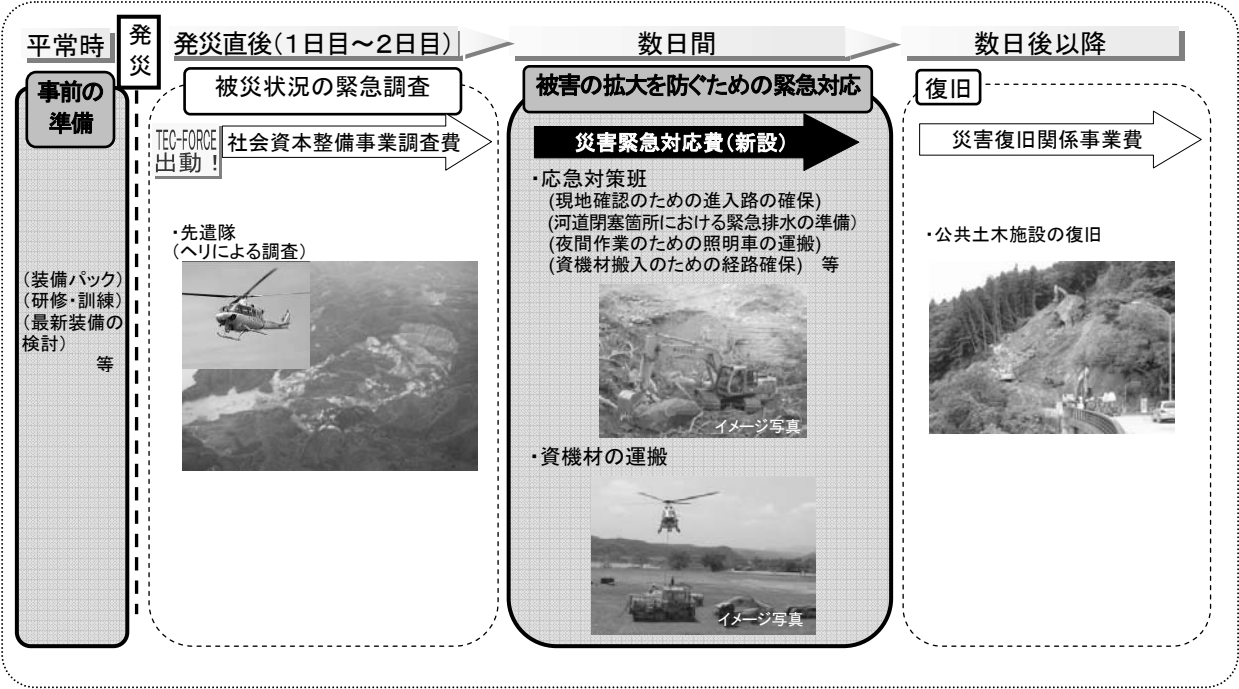 平常時
発
災
発災直後(１日目～２日目)
数日間
数日後以降
事前の
準備
(装備パック)
(研修・訓練)
(最新装備の
検討)
等
被災状況の緊急調査
TEC-FORCE
出動！
社会資本整備事業調査費
・先遣隊
(ヘリによる調査)
被害の拡大を防ぐための緊急対応
災害緊急対応費(新設)
・応急対策班
(現地確認のための進入路の確保)
(河道閉塞箇所における緊急排水の準備)
(夜間作業のための照明車の運搬)
(資機材搬入のための経路確保)　等
イメージ写真
・資機材の運搬
イメージ写真
復旧
災害復旧関係事業費
・公共土木施設の復旧